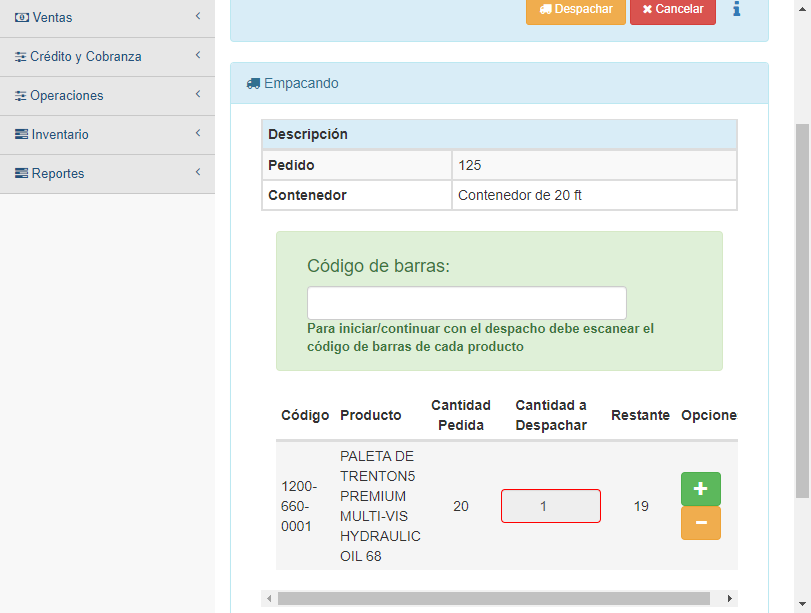 Ventas
Crédito y Cobranza
Operaciones
Inventario
Reportes
Despachar
Cancelar
Empacando
Descripción
Pedido 125
Contenedor Contenedor de 20 ft
Código de barras:
Para iniciar/continuar con el despacho debe escanear el
código de barras de cada producto
Código Producto Cantidad Pedida Cantidad a Despachar Restante Opcione
1200-
660-
0001
PALETA DE
TRENTON5
PREMIUM
MULTI-VIS
HYDRAULIC
OIL 68
20
1
19